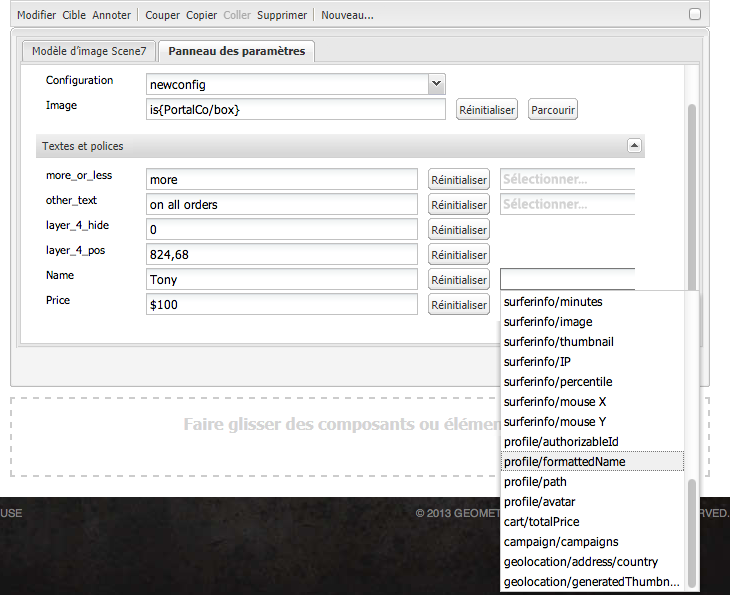 Modifier Cible Annoter Couper Copier Coller Supprimer Nouveau...
Modèle d'image Scene7 Panneau des paramètres
Configuration newconfig
Image is{PortalCo/box} Réinitialiser Parcourir
Textes et polices
more_or_less more Réinitialiser Sélectionner...
other_text on all orders Réinitialiser Sélectionner...
layer_4_hide 0 Réinitialiser
layer_4_pos 824,68 Réinitialiser
Name Tony Réinitialiser
Price $100 Réinitialiser
surferinfo/minutes
surferinfo/image
surferinfo/thumbnail
surferinfo/IP
surferinfo/percentile
surferinfo/mouse X
surferinfo/mouse Y
profile/authorizableId
profile/formattedName
profile/path
profile/avatar
cart/totalPrice
campaign/campaigns
geolocation/address/country
geolocation/generatedThumbn...
Faire glisser des composants ou élémen
USE © 2013 GEOMET RVED.